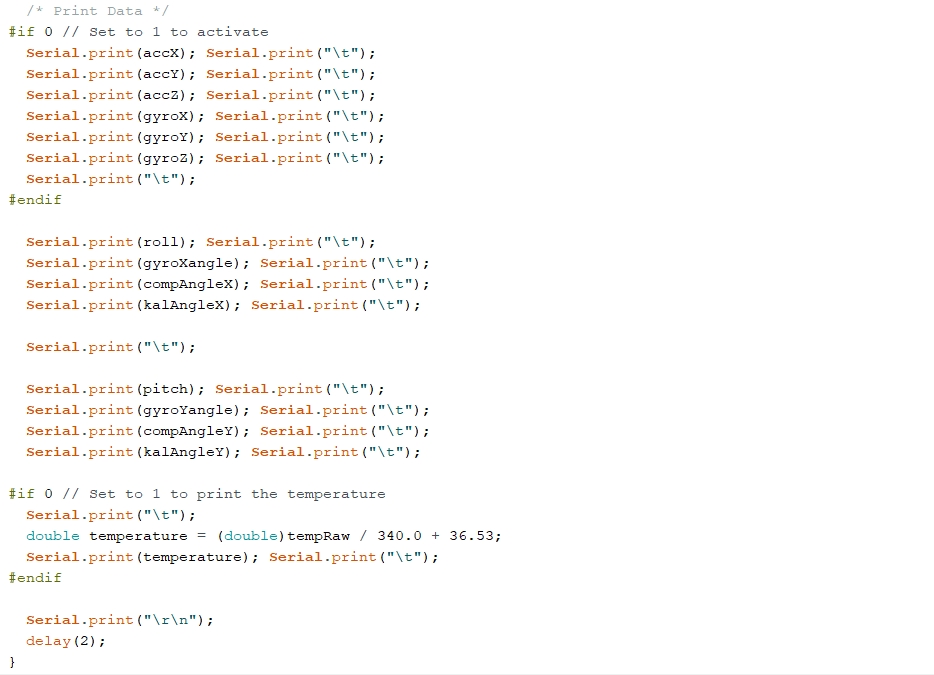 /* Print Data */
#if 0 // Set to 1 to activate
Serial.print(accX); Serial.print("\t");
Serial.print(accY); Serial.print("\t");
Serial.print(accZ); Serial.print("\t");
Serial.print(gyroX); Serial.print("\t");
Serial.print(gyroY); Serial.print("\t");
Serial.print(gyroZ); Serial.print("\t");
Serial.print("\t");
#endif
Serial.print(roll); Serial.print("\t");
Serial.print(gyroXangle); Serial.print("\t");
Serial.print(compAngleX); Serial.print("\t");
Serial.print(kalAngleX); Serial.print("\t");
Serial.print("\t");
Serial.print(pitch); Serial.print("\t");
Serial.print(gyroYangle); Serial.print("\t");
Serial.print(compAngleY); Serial.print("\t");
Serial.print(kalAngleY); Serial.print("\t");
#if 0 // Set to 1 to print the temperature
Serial.print("\t");
double temperature = (double)tempRaw / 340.0 + 36.53;
Serial.print(temperature); Serial.print("\t");
#endif
Serial.print("\r\n");
delay(2);
}